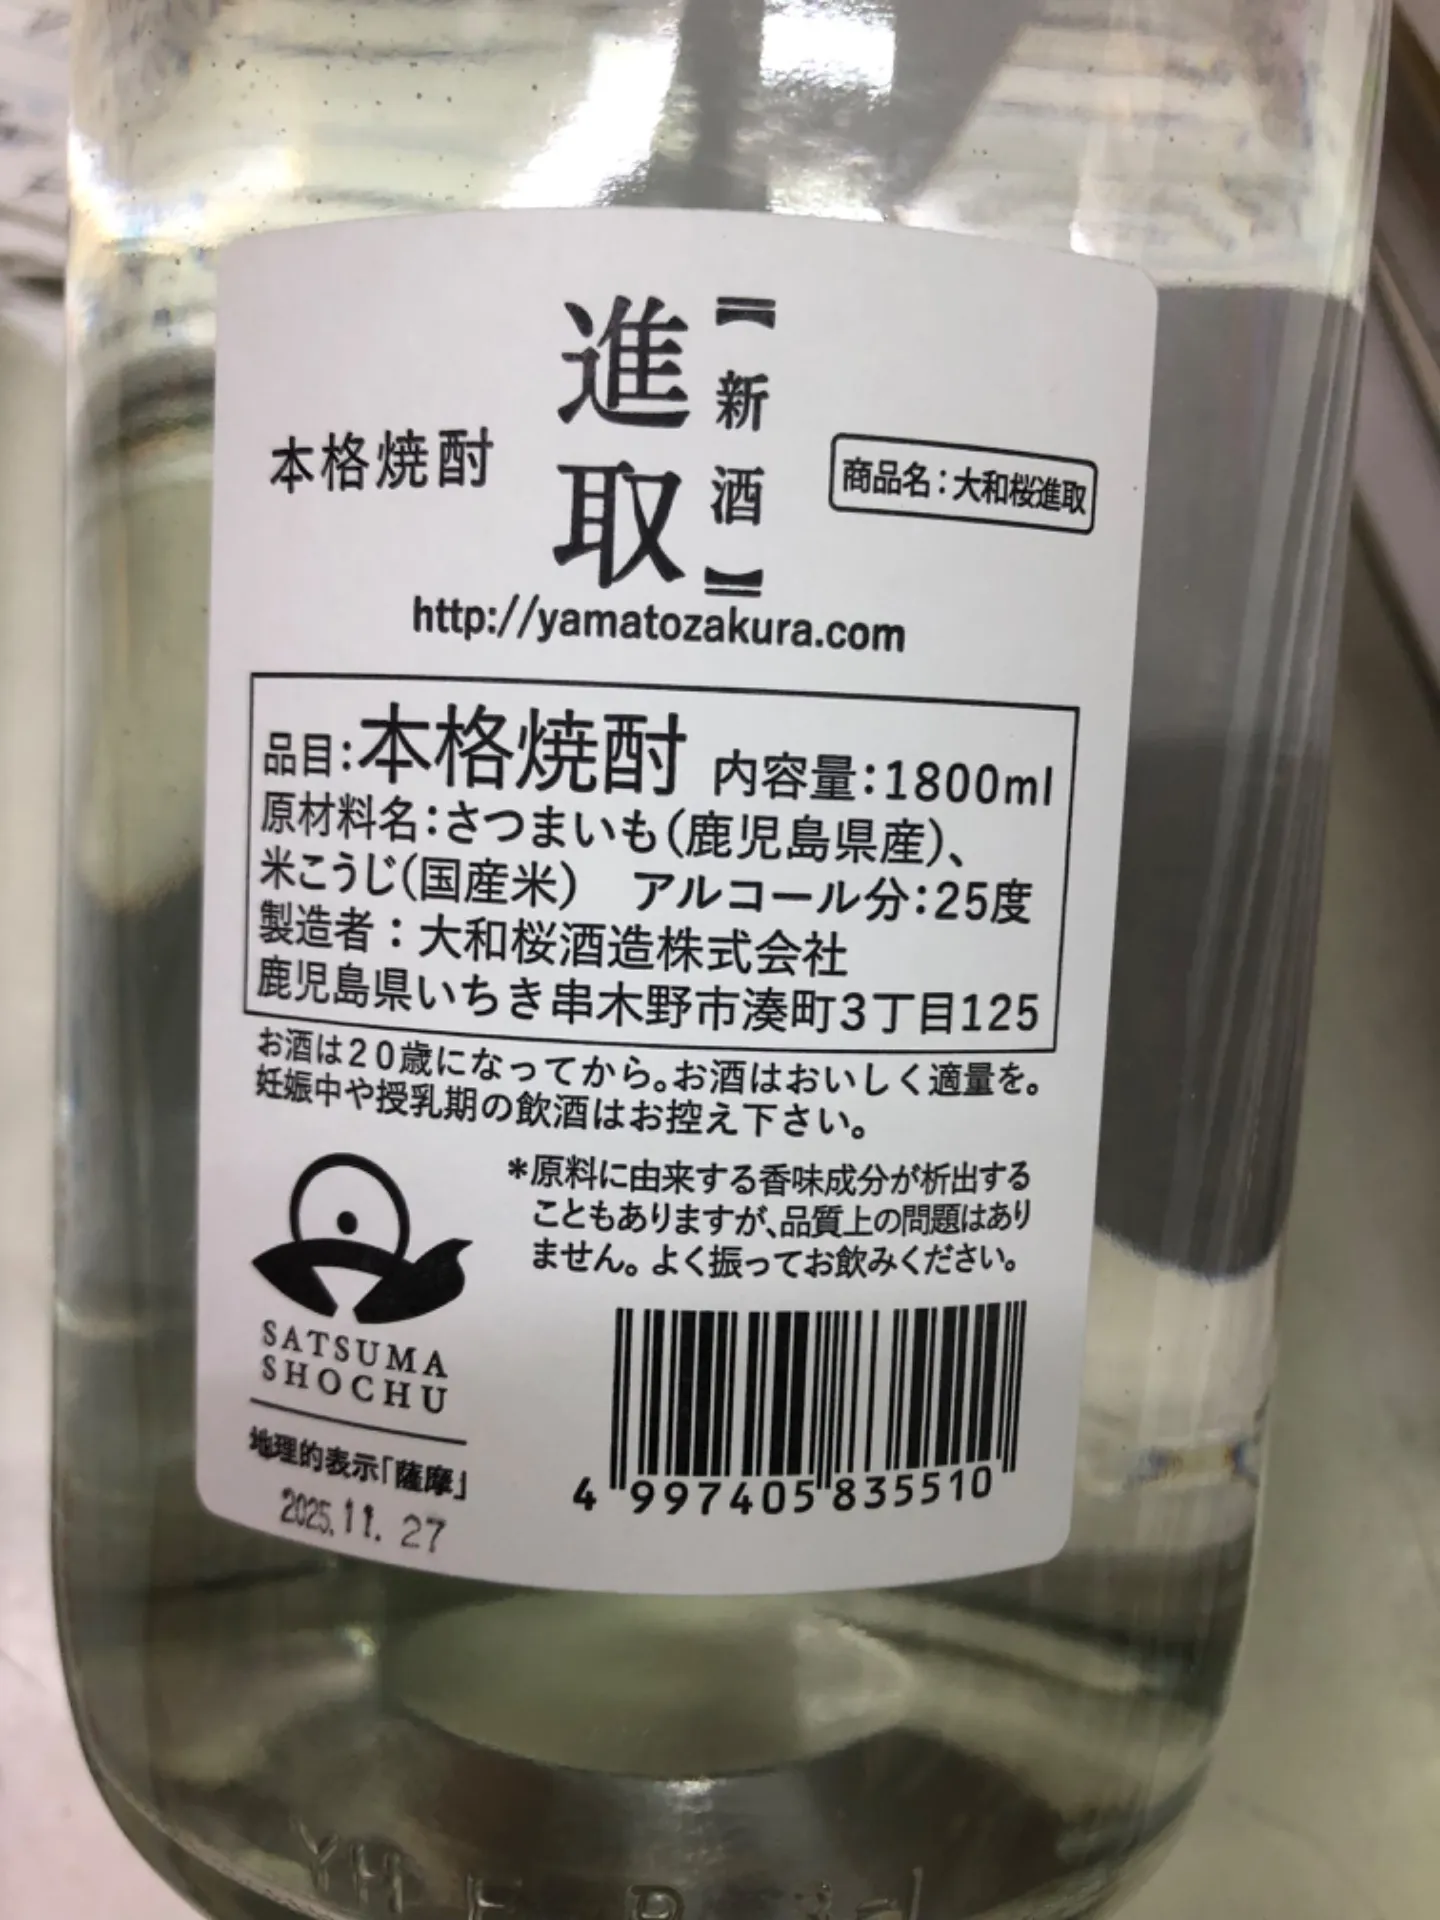 進取
【新酒】
本格焼酎
商品名：大和桜進取
http://yamatozakura.com
品目：本格焼酎 内容量：1800ml
原材料名：さつまいも（鹿児島県産）、
米こうじ（国産米） アルコール分：25度
製造者：大和桜酒造株式会社
鹿児島県いちき串木野市湊町3丁目125
お酒は20歳になってから。お酒はおいしく適量を。
妊娠中や授乳期の飲酒はお控え下さい。
*原料に由来する香味成分が析出する
こともありますが、品質上の問題はあり
ません。よく振ってお飲みください。
SATSUMA
SHOCHU
地理的表示「薩摩」
2025.11.27
4 997405 835510